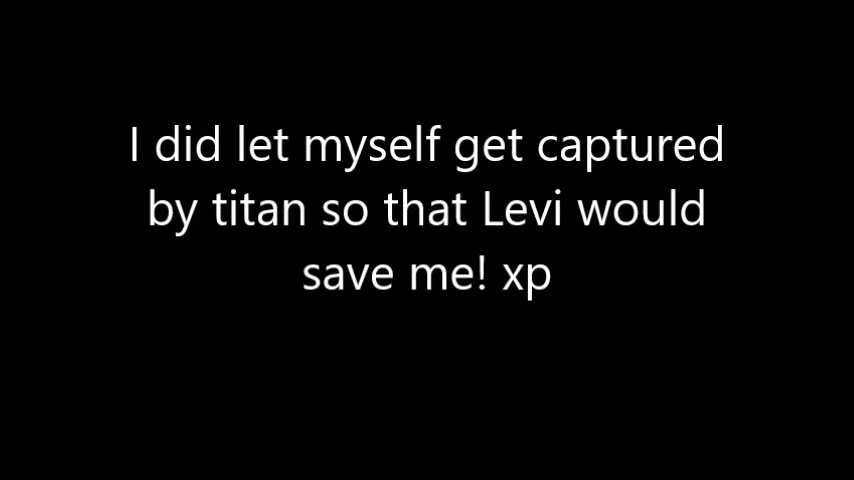 I did let myself get captured
by titan so that Levi would
save me! xp